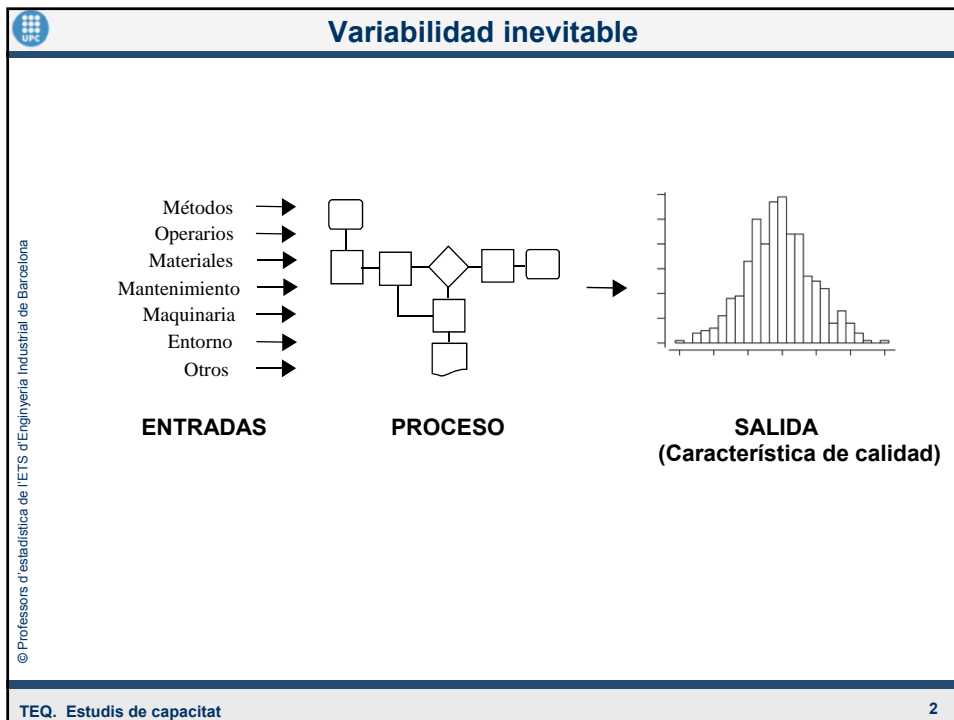 UPC
Variabilidad inevitable
Métodos
Operarios
Materiales
Mantenimiento
Maquinaria
Entorno
Otros
ENTRADAS
PROCESO
SALIDA
(Característica de calidad)
© Professors d'estadística de l'ETS d'Enginyeria Industrial de Barcelona
TEQ. Estudis de capacitat
2